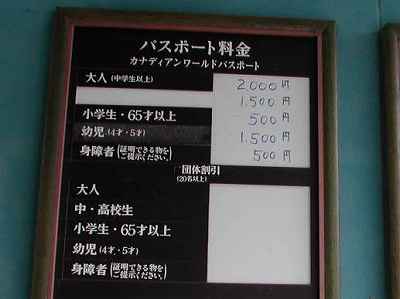 パスポート料金
カナディアンワールドパスポート
大人(中学生以上) 2000円
1.500円
小学生・65才以上 500円
幼児(4才・5才) 1.500円
身障者(証明できる物をご提示ください。) 500円
団体割引
(20名以上)
大人
中・高校生
小学生・65才以上
幼児(4才・5才)
身障者(証明できる物をご提示ください。)